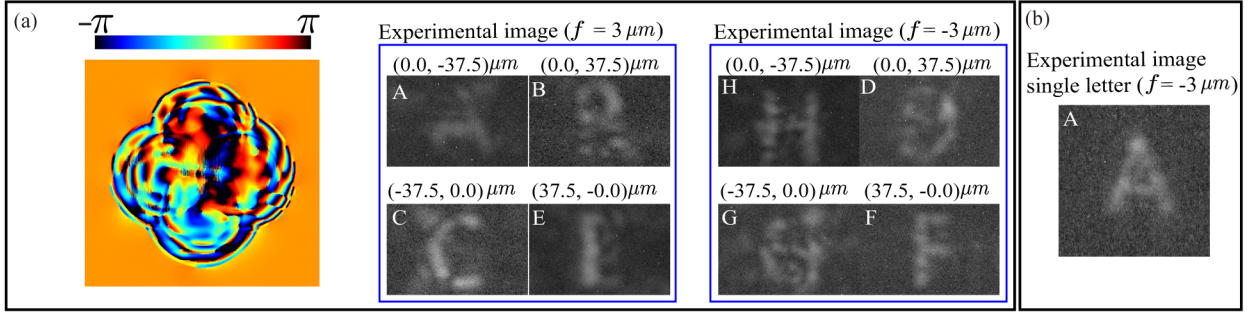 (a)
-π π
Experimental image (f = 3 μm)
(0.0, -37.5)μm (0.0, 37.5)μm
A B
(-37.5, 0.0) μm (37.5, -0.0)μm
C E
Experimental image (f = -3 μm)
(0.0, -37.5)μm (0.0, 37.5)μm
H D
(-37.5, 0.0) μm (37.5, -0.0)μm
G F
(b)
Experimental image
single letter (f = -3 μm)
A